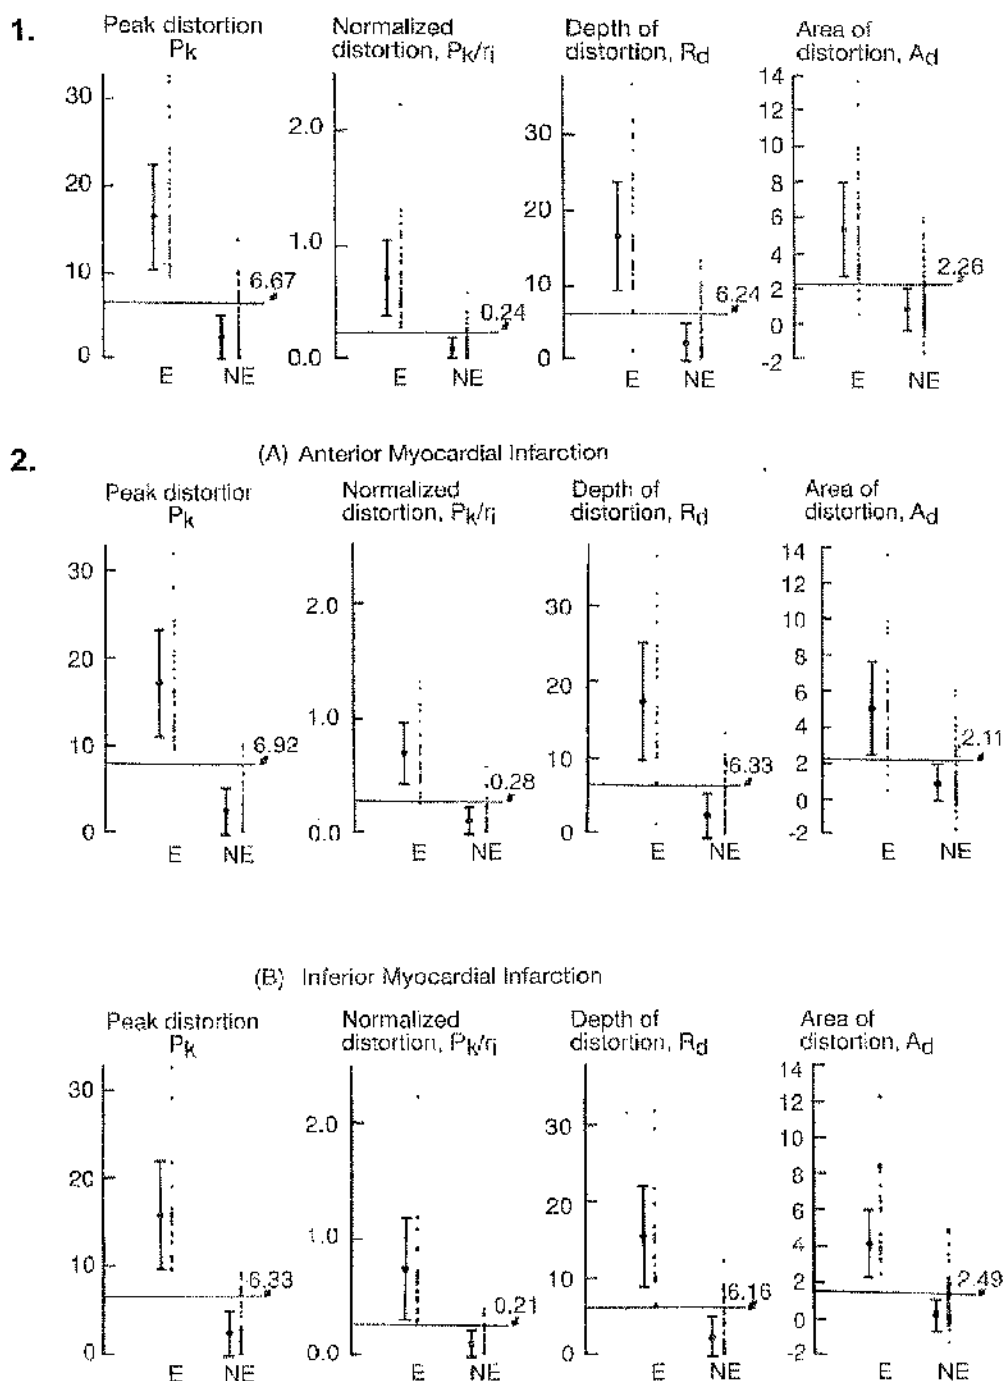 1.
Peak distortion
Pk
30
20
10
0
6.67
E NE
Normalized
distortion, Pk/ri
2.0
1.0
0.0
0.24
E NE
Depth of
distortion, Rd
30
20
10
0
6.24
E NE
Area of
distortion, Ad
14
12
10
8
6
4
2
0
-2
2.26
E NE
2.
(A) Anterior Myocardial Infarction
Peak distortion
Pk
30
20
10
0
6.92
E NE
Normalized
distortion, Pk/ri
2.0
1.0
0.0
0.28
E NE
Depth of
distortion, Rd
30
20
10
0
6.33
E NE
Area of
distortion, Ad
14
12
10
8
6
4
2
0
-2
2.11
E NE
(B) Inferior Myocardial Infarction
Peak distortion
Pk
30
20
10
0
6.33
E NE
Normalized
distortion, Pk/ri
2.0
1.0
0.0
0.21
E NE
Depth of
distortion, Rd
30
20
10
0
6.16
E NE
Area of
distortion, Ad
14
12
10
8
6
4
2
0
-2
2.49
E NE